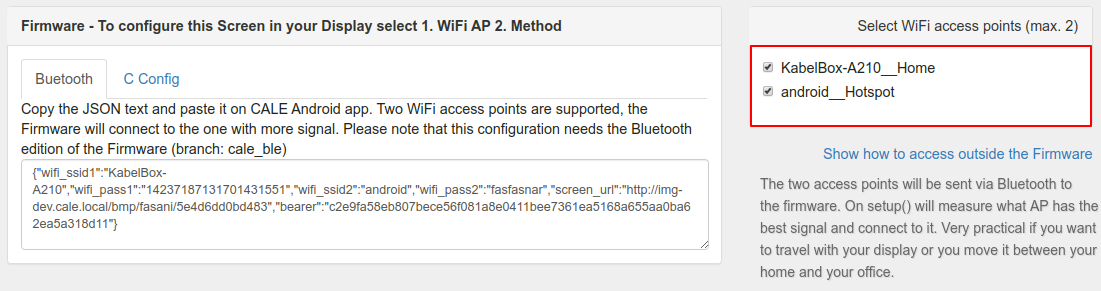 Firmware - To configure this Screen in your Display select 1. WiFi AP 2. Method
Buetooth
C Config
Copy the JSON text and paste it on CALE Android app. Two WiFi access points are supported, the
Firmware will connect to the one with more signal. Please note that this configuration needs the Bluetooth
edition of the Firmware (branch: cale_ble)
{"wifi_ssid1":"KabelBox-
A210","wifi_pass1":"14237187131701431551","wifi_ssid2":"android","wifi_pass2":"fasfasnar","screen_url":"http://img-
dev.cale.local/bmp/fasani/5e4d6dd0bd483","bearer":"c2e9fa58eb807bece56f081a8e0411bee7361ea5168a655aa0ba6
2ea5a318d11"}
Select WiFi access points (max. 2)
KabelBox-A210__Home
android__Hotspot
Show how to access outside the Firmware
The two access points will be sent via Bluetooth to
the firmware. On setup() will measure what AP has the
best signal and connect to it. Very practical if you want
to travel with your display or you move it between your
home and your office.